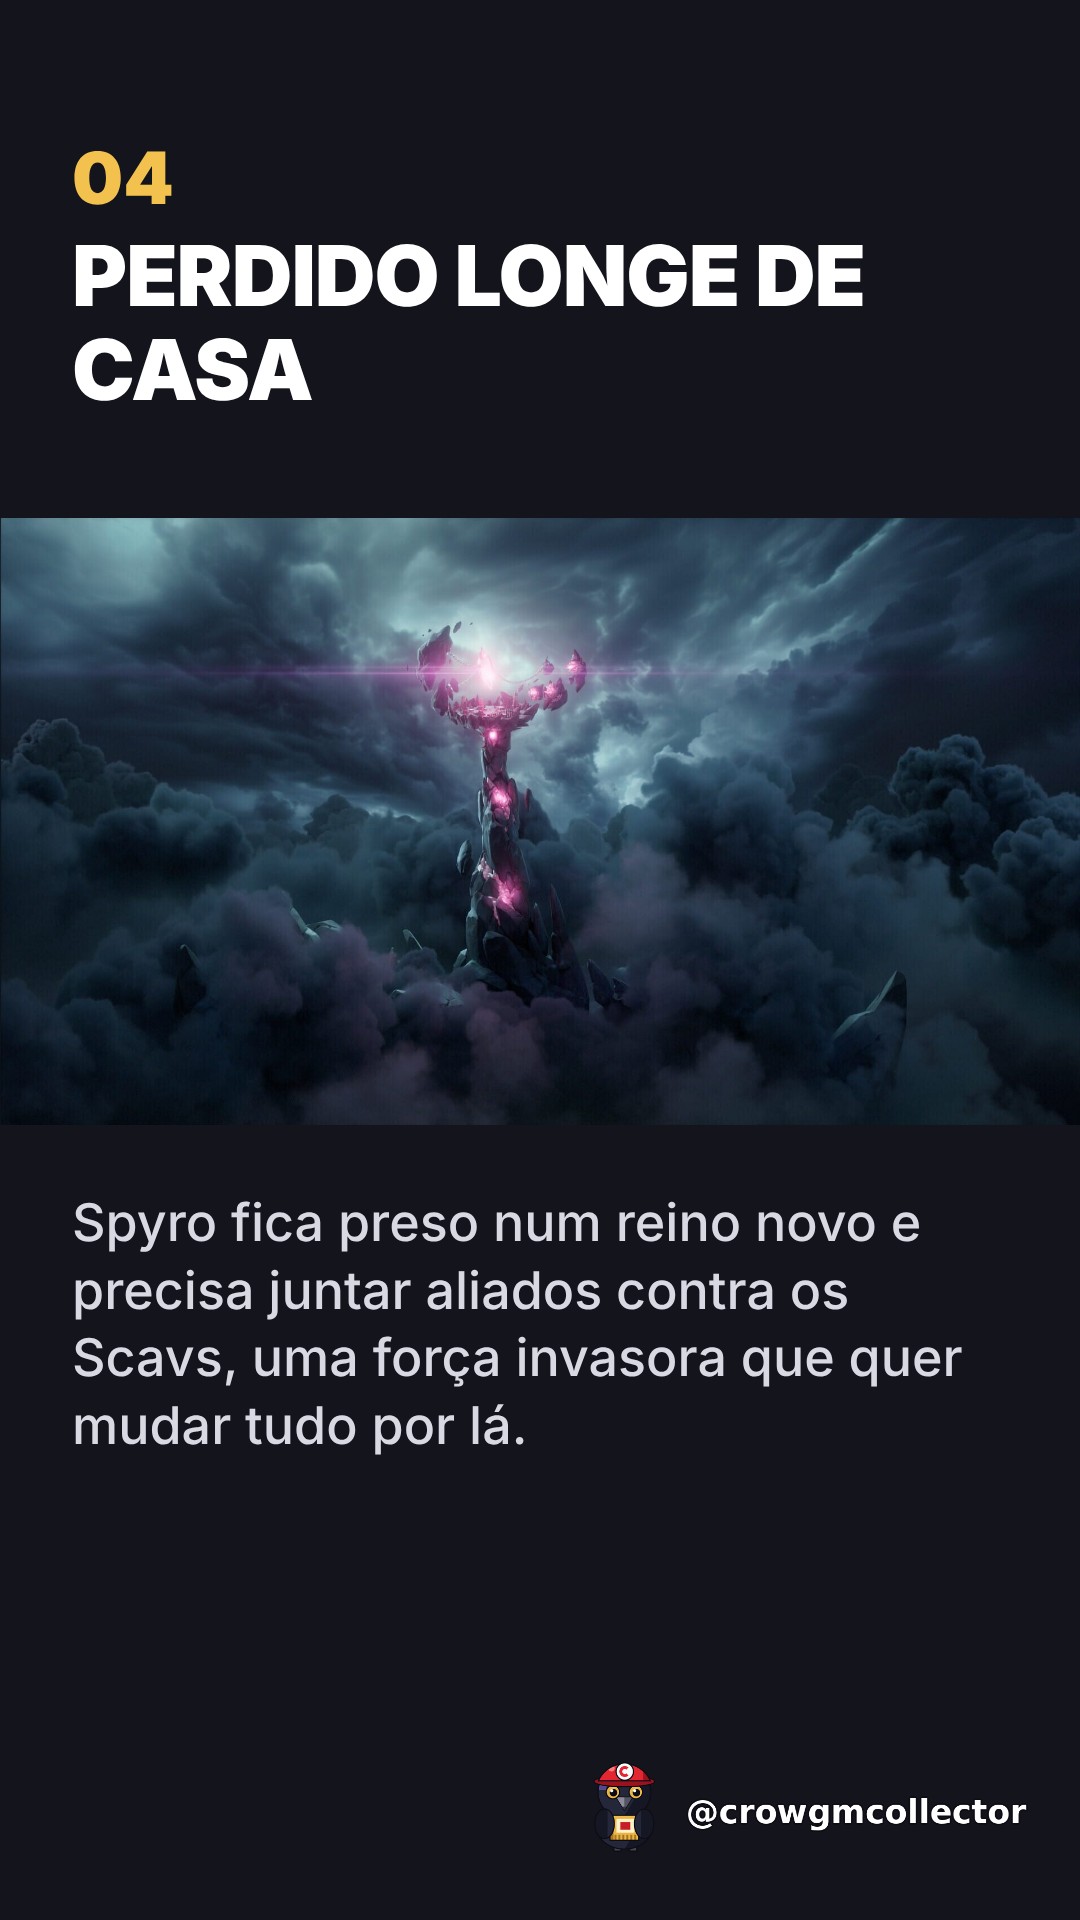 04
PERDIDO LONGE DE
CASA
Spyro fica preso num reino novo e
precisa juntar aliados contra os
Scavs, uma força invasora que quer
mudar tudo por lá.
C
@crowgmcollector